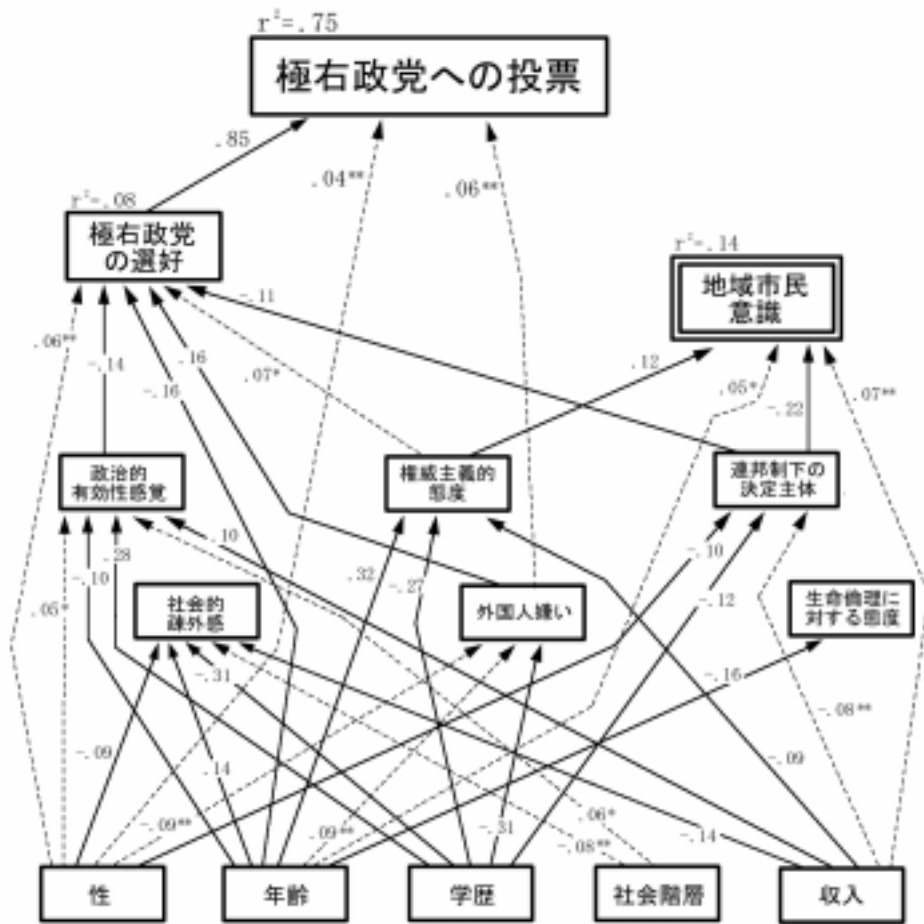 r²=.75
極右政党への投票
.85
.04**
.06**
r²=.08
極右政党
の選好
r²=.14
地域市民
意識
-.11
.06**
-.14
-.16
.16
.07*
.12
.05*
-.22
.07**
政治的
有効性感覚
権威主義的
態度
連邦制下の
決定主体
.05*
-.10
.28
.10
.32
-.27
-.10
-.12
社会的
疎外感
外国人嫌い
生命倫理に
対する態度
-.31
-.16
-.08**
-.09
.14
-.09
-.09**
.09**
-.31
.06*
-.08**
-.14
性
年齢
学歴
社会階層
収入